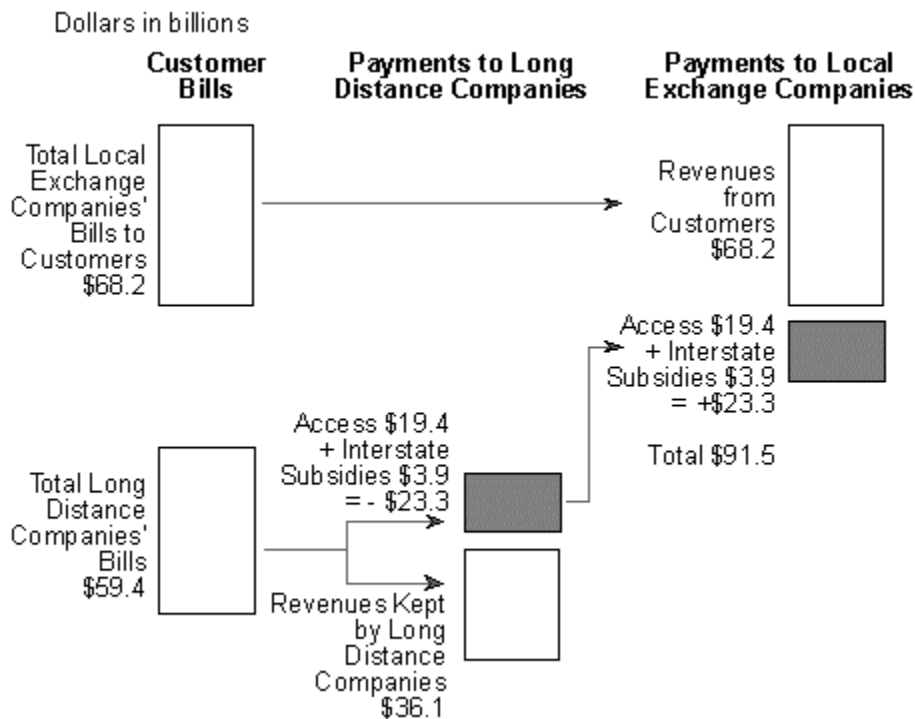 Dollars in billions
Customer
Bills
Payments to Long
Distance Companies
Payments to Local
Exchange Companies
Total Local
Exchange
Companies'
Bills to
Customers
$68.2
Revenues
from
Customers
$68.2
Access $19.4
+ Interstate
Subsidies $3.9
= +$23.3
Total $91.5
Access $19.4
+ Interstate
Subsidies $3.9
= - $23.3
Total Long
Distance
Companies'
Bills
$59.4
Revenues Kept
by Long
Distance
Companies
$36.1